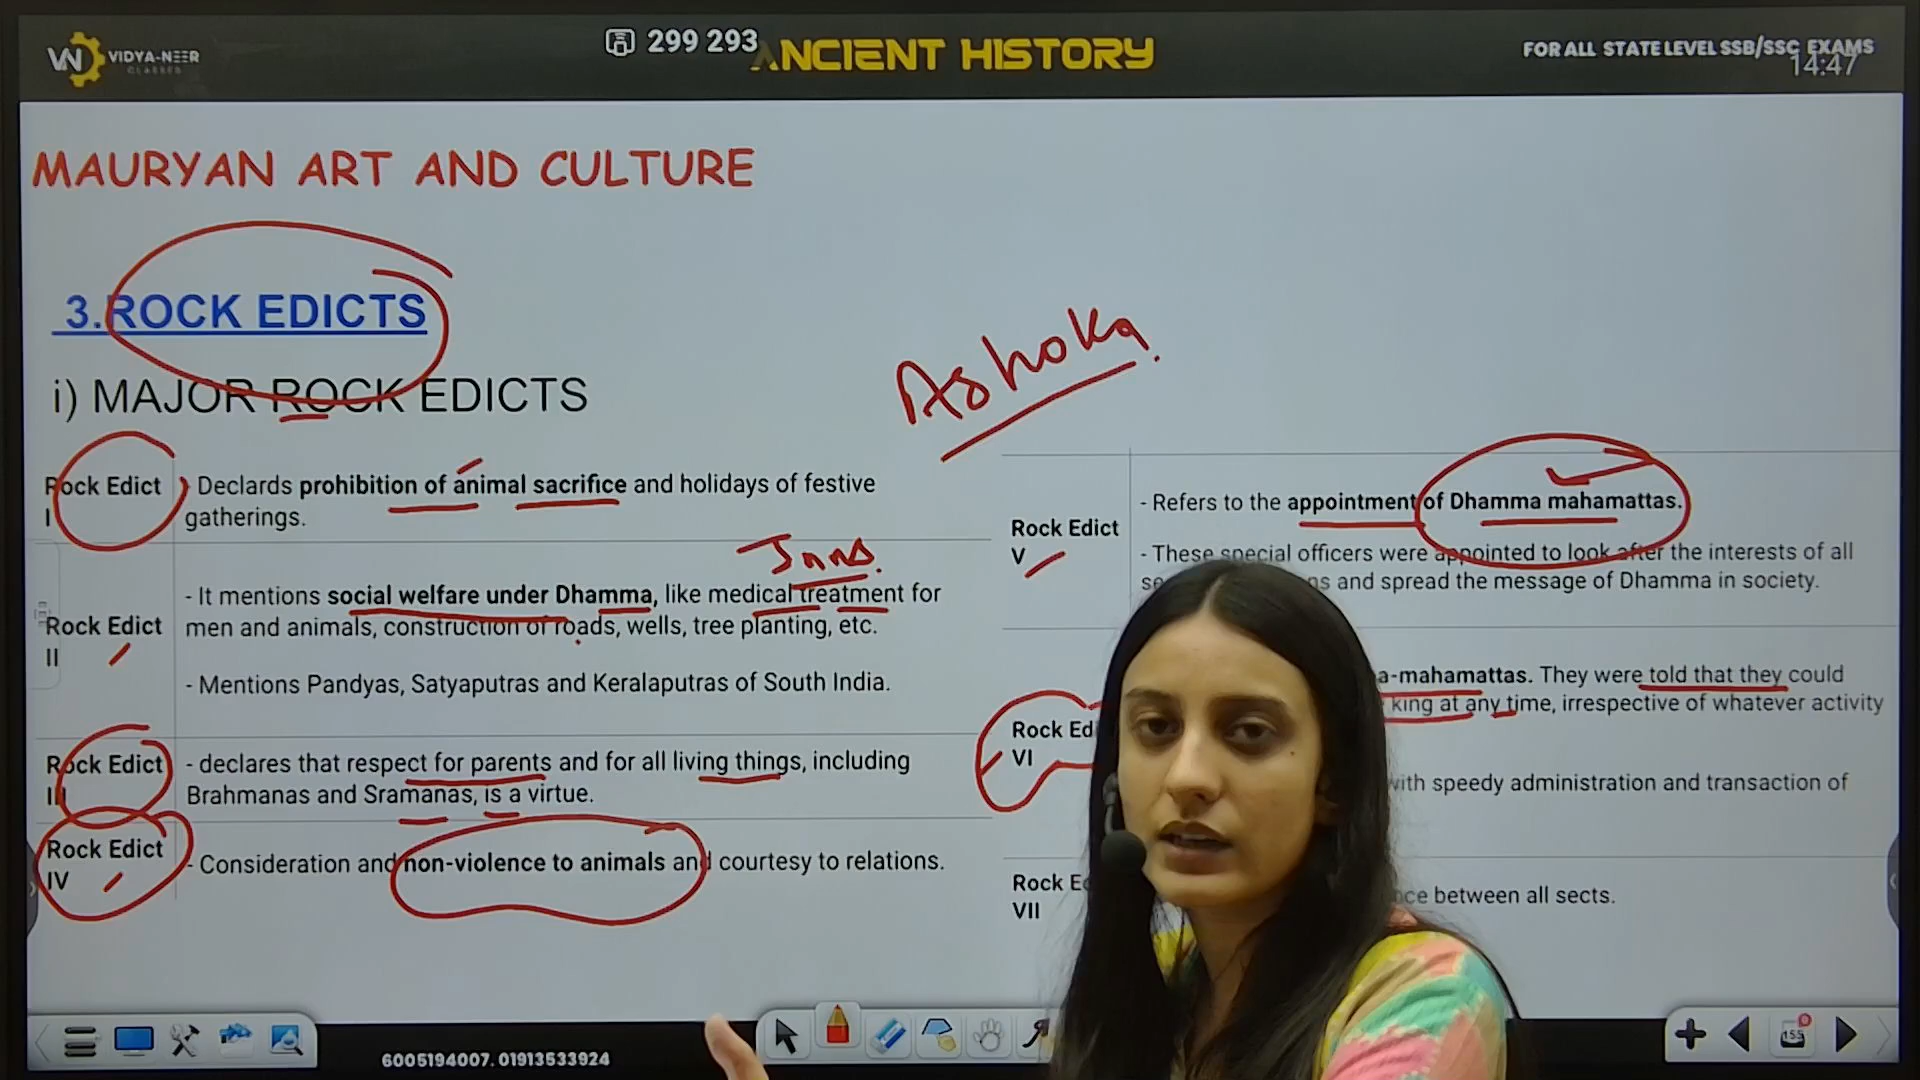 VIDYA-NEER
CLASSES
299 293
ANCIENT HISTORY
FOR ALL STATE LEVEL SSB/SSC EXAMS
14:47
MAURYAN ART AND CULTURE
3.ROCK EDICTS
Ashoka
i) MAJOR ROCK EDICTS
Rock Edict
I
- Declards prohibition of animal sacrifice and holidays of festive
gatherings.
Inns.
Rock Edict
II
- It mentions social welfare under Dhamma, like medical treatment for
men and animals, construction of roads, wells, tree planting, etc.
- Mentions Pandyas, Satyaputras and Keralaputras of South India.
Rock Edict
III
- declares that respect for parents and for all living things, including
Brahmanas and Sramanas, is a virtue.
Rock Edict
IV
- Consideration and non-violence to animals and courtesy to relations.
Rock Edict
V
- Refers to the appointment of Dhamma mahamattas.
- These special officers were appointed to look after the interests of all
and spread the message of Dhamma in society.
Rock Ed
VI
a-mahamattas. They were told that they could
king at any time, irrespective of whatever activity
with speedy administration and transaction of
Rock E
VII
between all sects.
155
6005194007. 01913533924